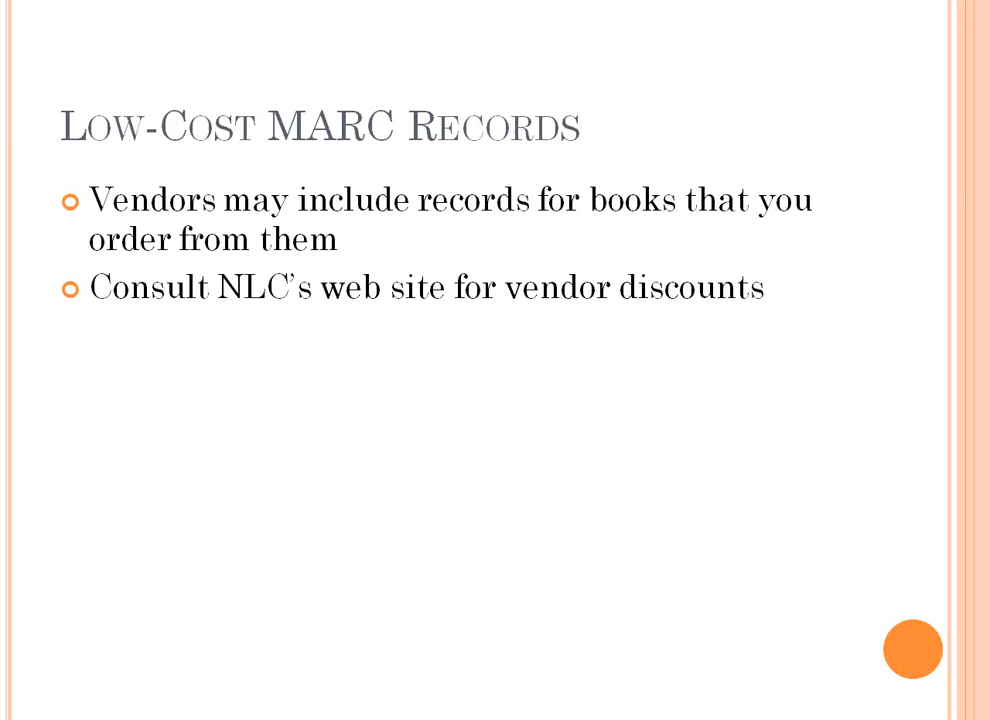 Low-Cost MARC Records
Vendors may include records for books that you
order from them
Consult NLC’s web site for vendor discounts